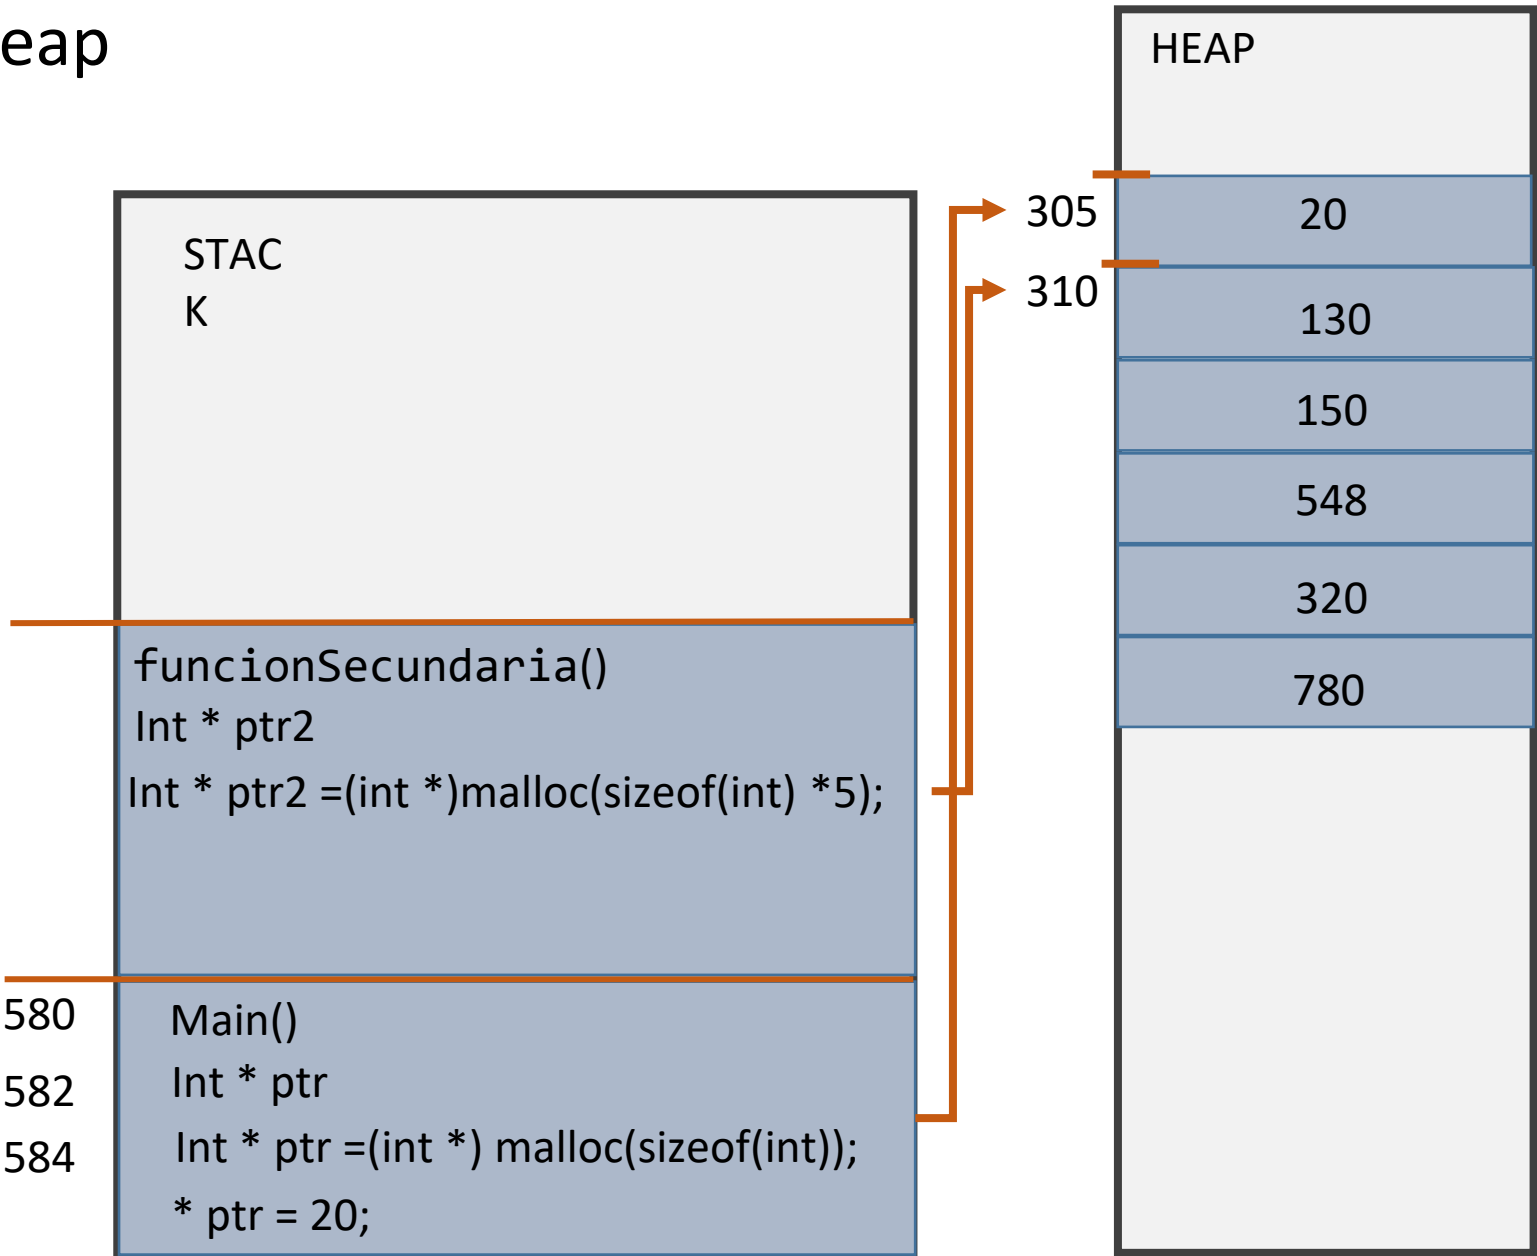 eap
HEAP
STAC
K
305
310
20
130
150
548
320
780
funcionSecundaria()
Int * ptr2
Int * ptr2 =(int *)malloc(sizeof(int) *5);
580
582
584
Main()
Int * ptr
Int * ptr =(int *) malloc(sizeof(int));
* ptr = 20;